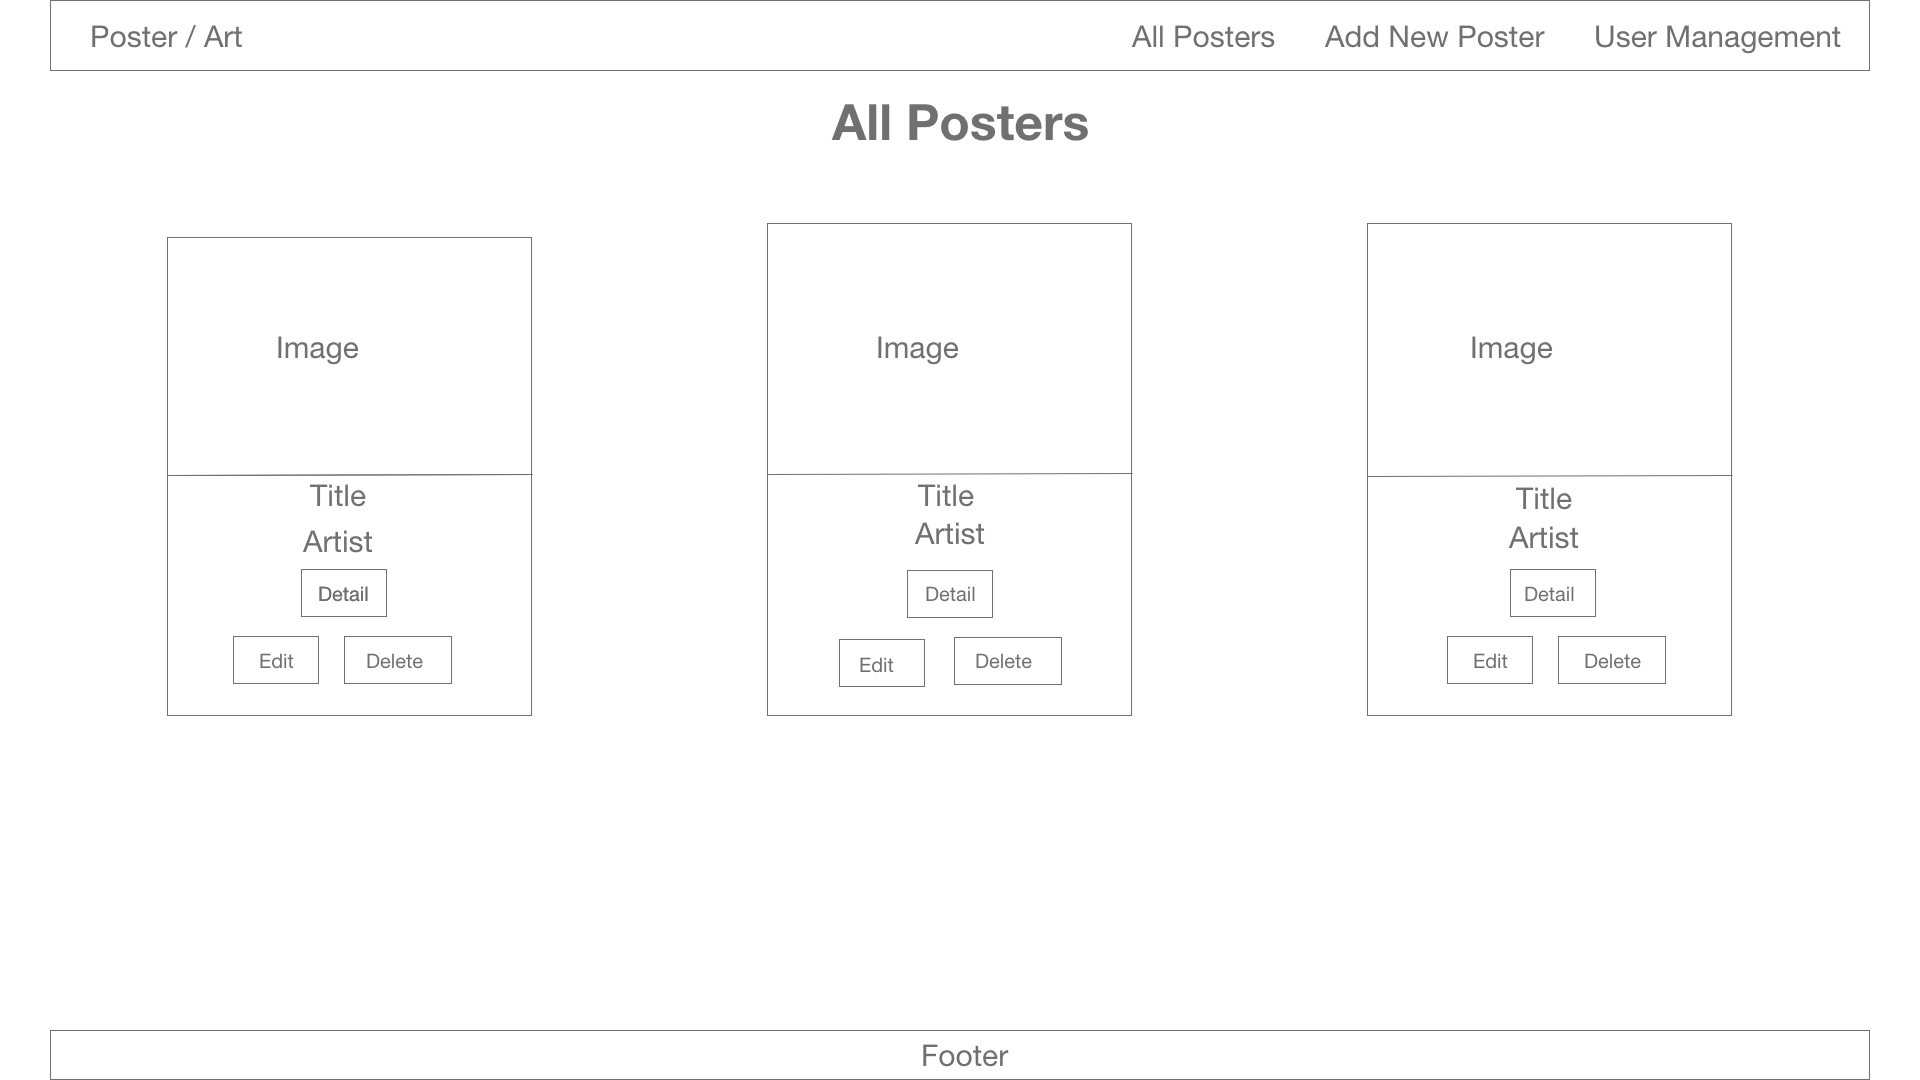 Poster / Art
All Posters
Add New Poster
User Management
All Posters
Image
Title
Artist
Detail
Edit
Delete
Image
Title
Artist
Detail
Edit
Delete
Image
Title
Artist
Detail
Edit
Delete
Footer